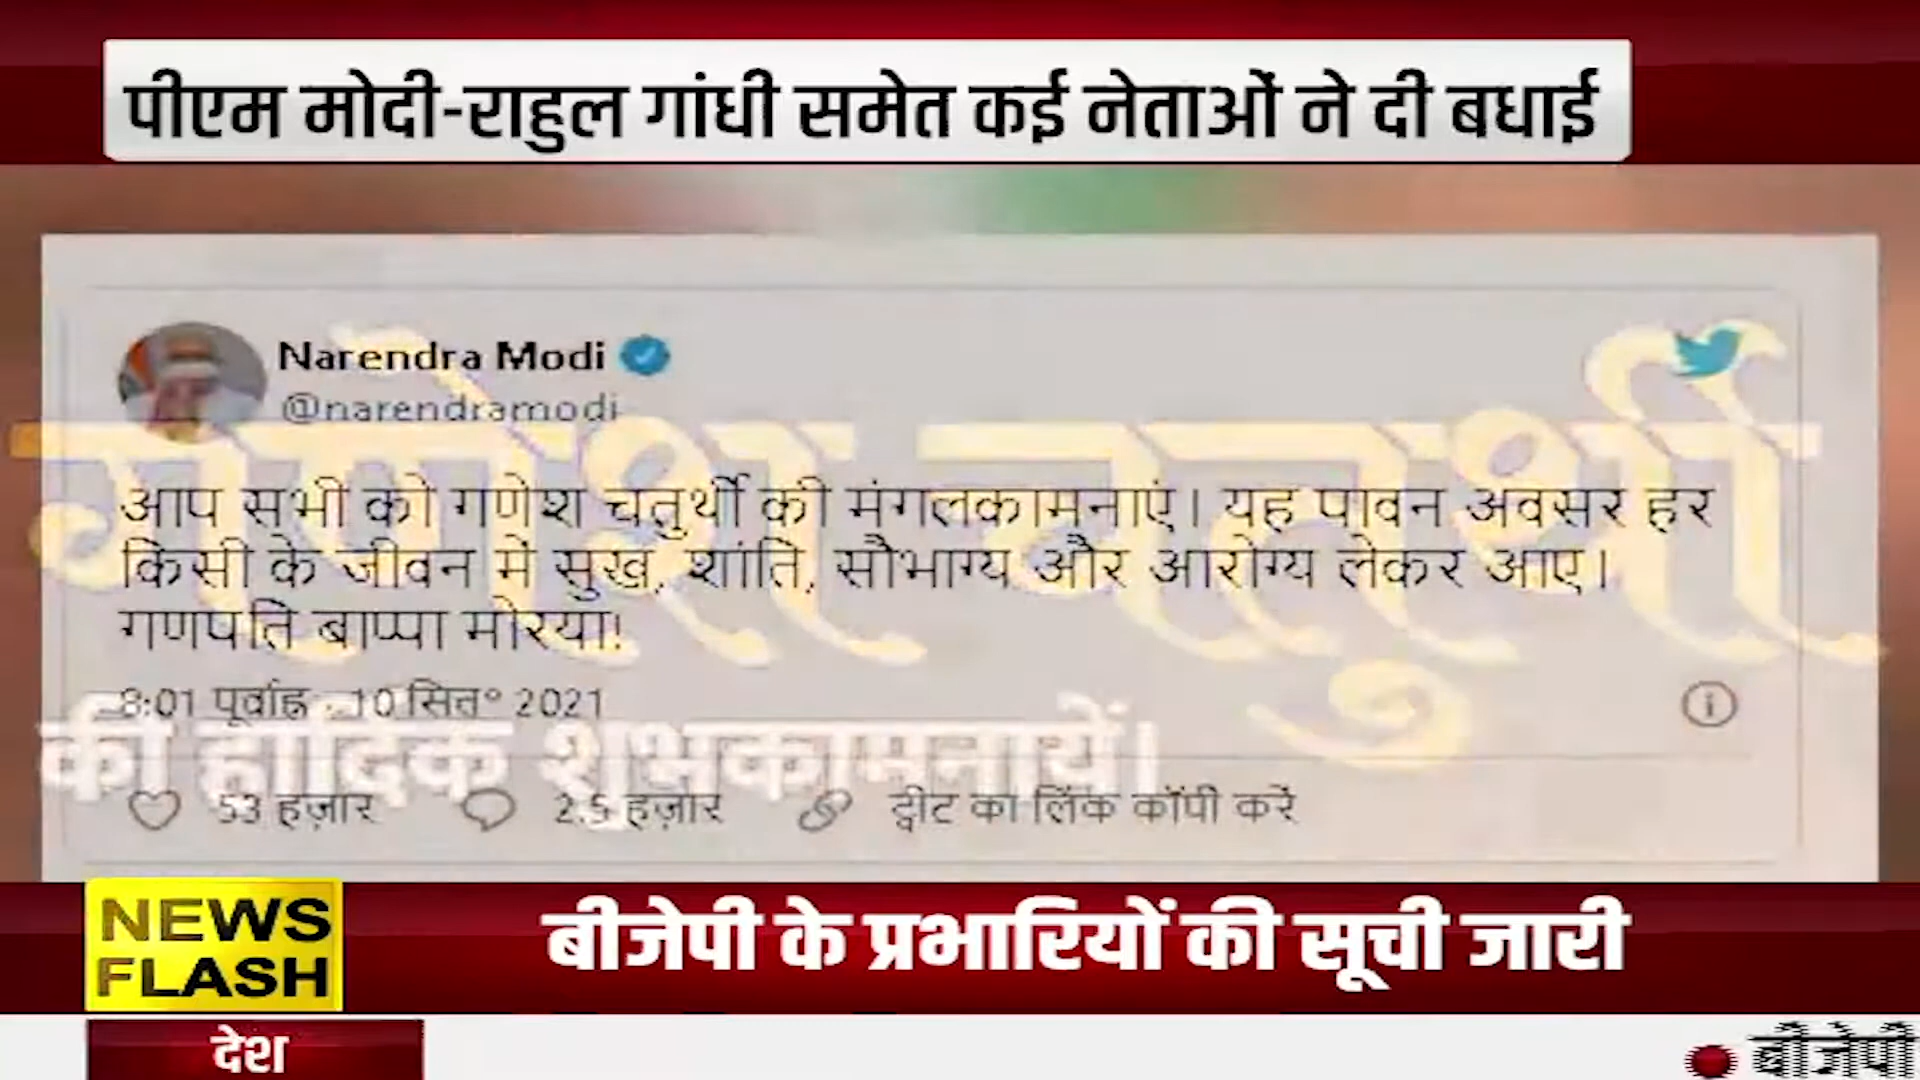 पीएम मोदी-राहुल गांधी समेत कई नेताओं ने दी बधाई
Narendra Modi
@narendramodi
गणेश चतुर्थी
आप सभी को गणेश चतुर्थी की मंगलकामनाएं। यह पावन अवसर हर
किसी के जीवन में सुख, शांति, सौभाग्य और आरोग्य लेकर आए।
गणपति बाप्पा मोरया!
8:01 पूर्वाह्न · 10 सित॰ 2021
की हार्दिक शुभकामनायें।
53 हज़ार 2.5 हज़ार ट्वीट का लिंक कॉपी करें
NEWS
FLASH
बीजेपी के प्रभारियों की सूची जारी
देश
बीजेपी